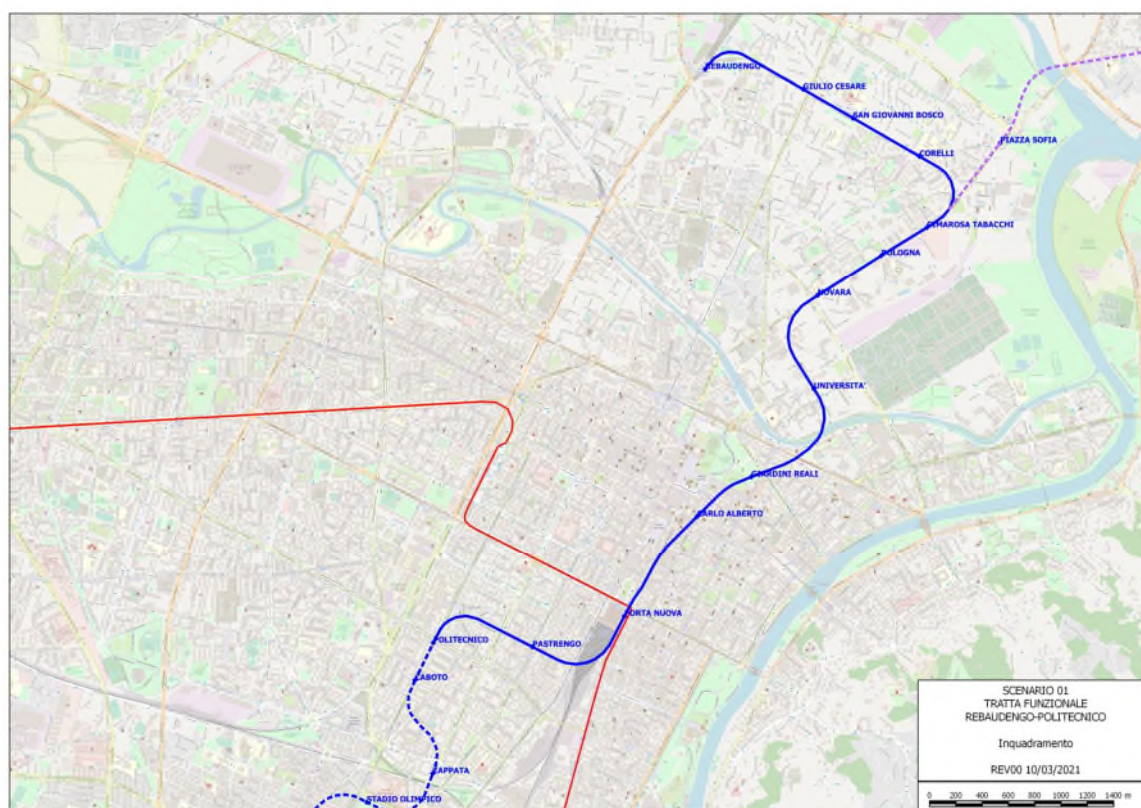 REBAUDENGO
GIULIO CESARE
SAN GIOVANNI BOSCO
PIAZZA SOFIA
CORELLI
CIMAROSA TABACCHI
BOLOGNA
NOVARA
UNIVERSITA'
GIARDINI REALI
CARLO ALBERTO
PORTA NUOVA
POLITECNICO
PASTRENGO
CABOTO
ZAPPATA
STADIO OLIMPICO
SCENARIO 01
TRATTA FUNZIONALE
REBAUDENGO-POLITECNICO
Inquadramento
REV00 10/03/2021
0 200 400 600 800 1000 1200 1400 m